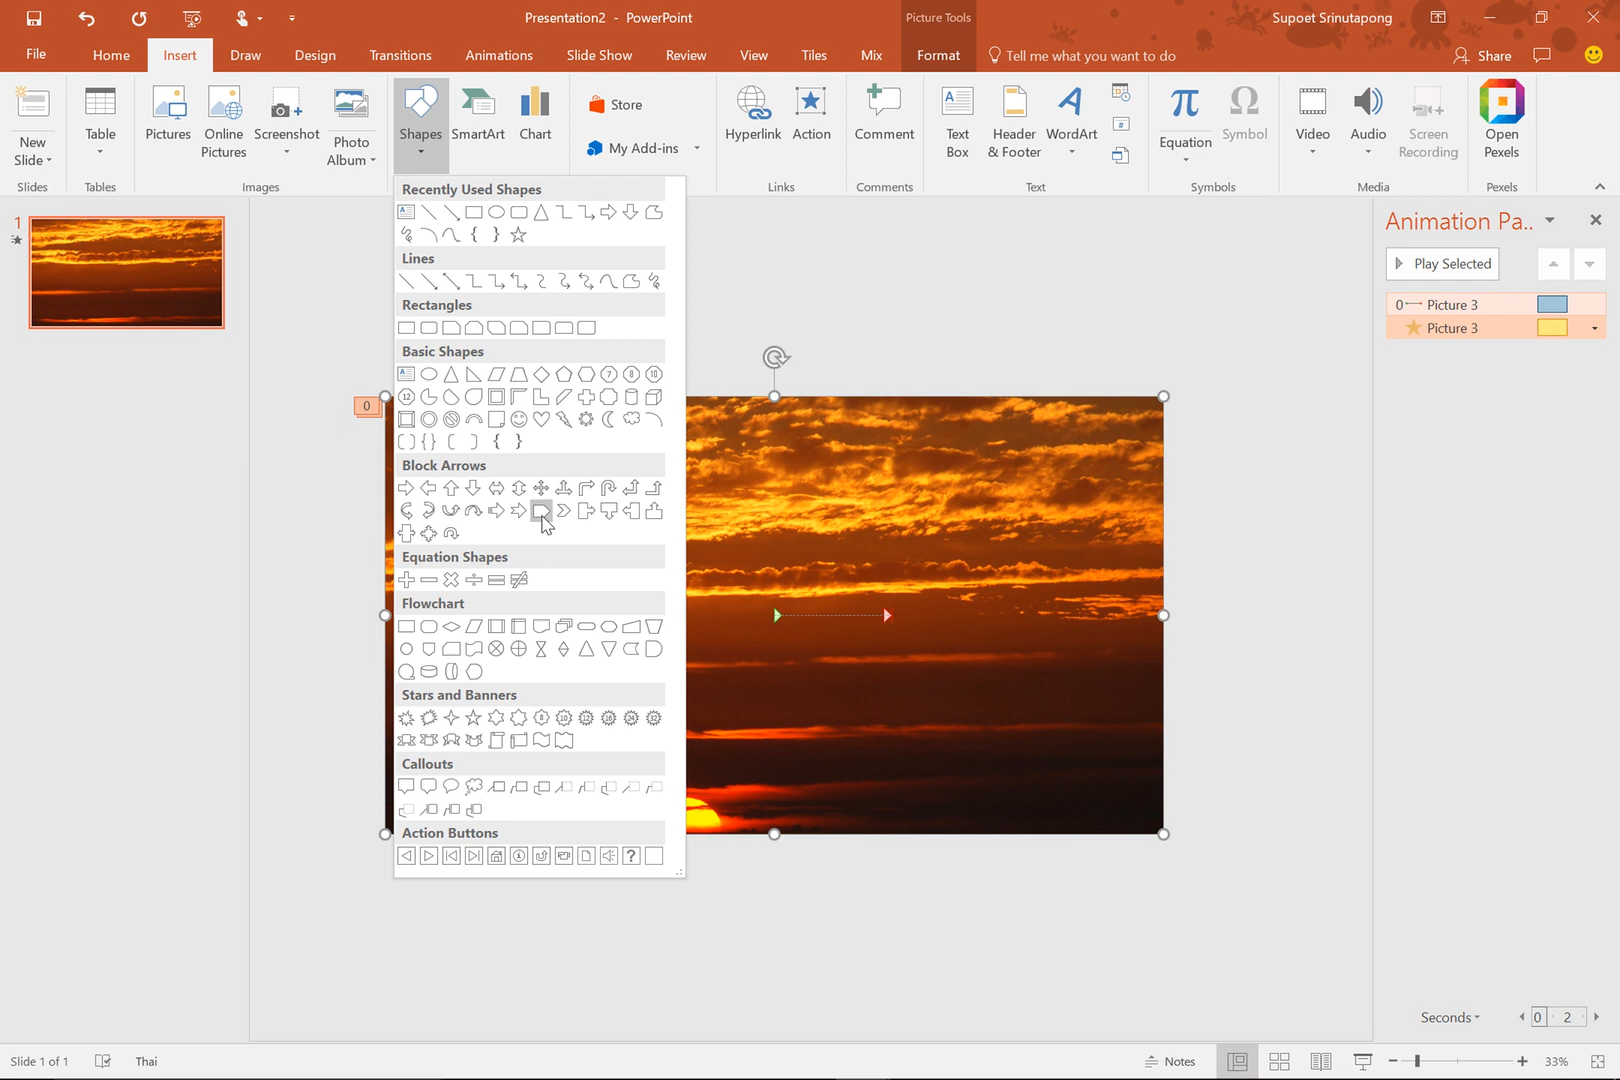 Presentation2 - PowerPoint
Picture Tools
Supoet Srinutapong
File
Home
Insert
Draw
Design
Transitions
Animations
Slide Show
Review
View
Tiles
Mix
Format
Tell me what you want to do
Share
New Slide
Table
Pictures
Online Pictures
Screenshot
Photo Album
Shapes
SmartArt
Chart
Store
My Add-ins
Hyperlink
Action
Comment
Text Box
Header & Footer
WordArt
Equation
Symbol
Video
Audio
Screen Recording
Open Pexels
Slides
Tables
Images
Links
Comments
Text
Symbols
Media
Pexels
1
Recently Used Shapes
Lines
Rectangles
Basic Shapes
Block Arrows
Equation Shapes
Flowchart
Stars and Banners
Callouts
Action Buttons
0
Animation Pa..
Play Selected
0 Picture 3
Picture 3
Seconds
0 2
Slide 1 of 1
Thai
Notes
33%